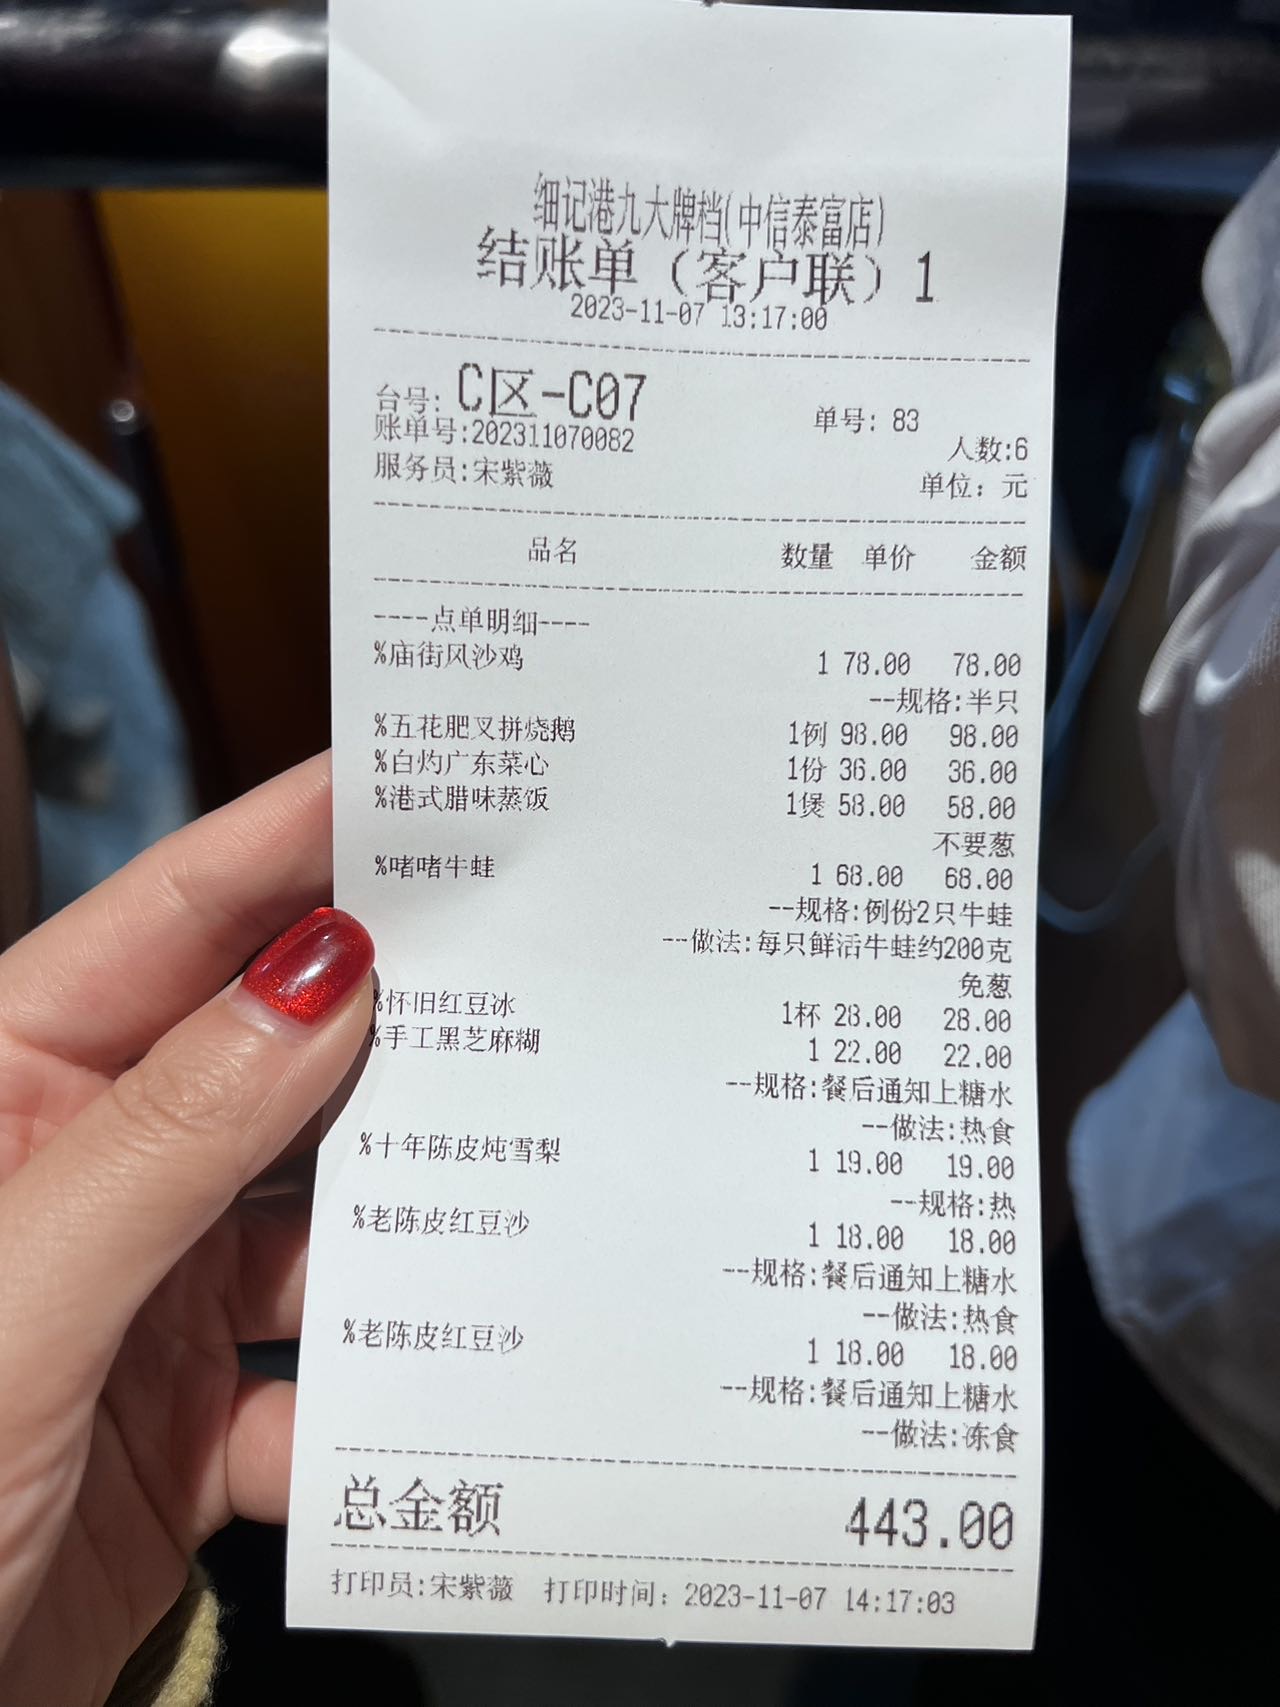 细记港九大牌档(中信泰富店)
结账单（客户联）1
2023-11-07 13:17:00
台号: C区-C07 单号: 83
账单号:202311070082 人数:6
服务员:宋紫薇 单位: 元
品名 数量 单价 金额
----点单明细----
%庙街风沙鸡 1 78.00 78.00
--规格:半只
%五花肥叉拼烧鹅 1例 98.00 98.00
%白灼广东菜心 1份 36.00 36.00
%港式腊味蒸饭 1煲 58.00 58.00
不要葱
%啫啫牛蛙 1 68.00 68.00
--规格:例份2只牛蛙
--做法:每只鲜活牛蛙约200克
免葱
%怀旧红豆冰 1杯 28.00 28.00
%手工黑芝麻糊 1 22.00 22.00
--规格:餐后通知上糖水
--做法:热食
%十年陈皮炖雪梨 1 19.00 19.00
--规格:热
%老陈皮红豆沙 1 18.00 18.00
--规格:餐后通知上糖水
--做法:热食
%老陈皮红豆沙 1 18.00 18.00
--规格:餐后通知上糖水
--做法:冻食
总金额 443.00
打印员:宋紫薇 打印时间: 2023-11-07 14:17:03